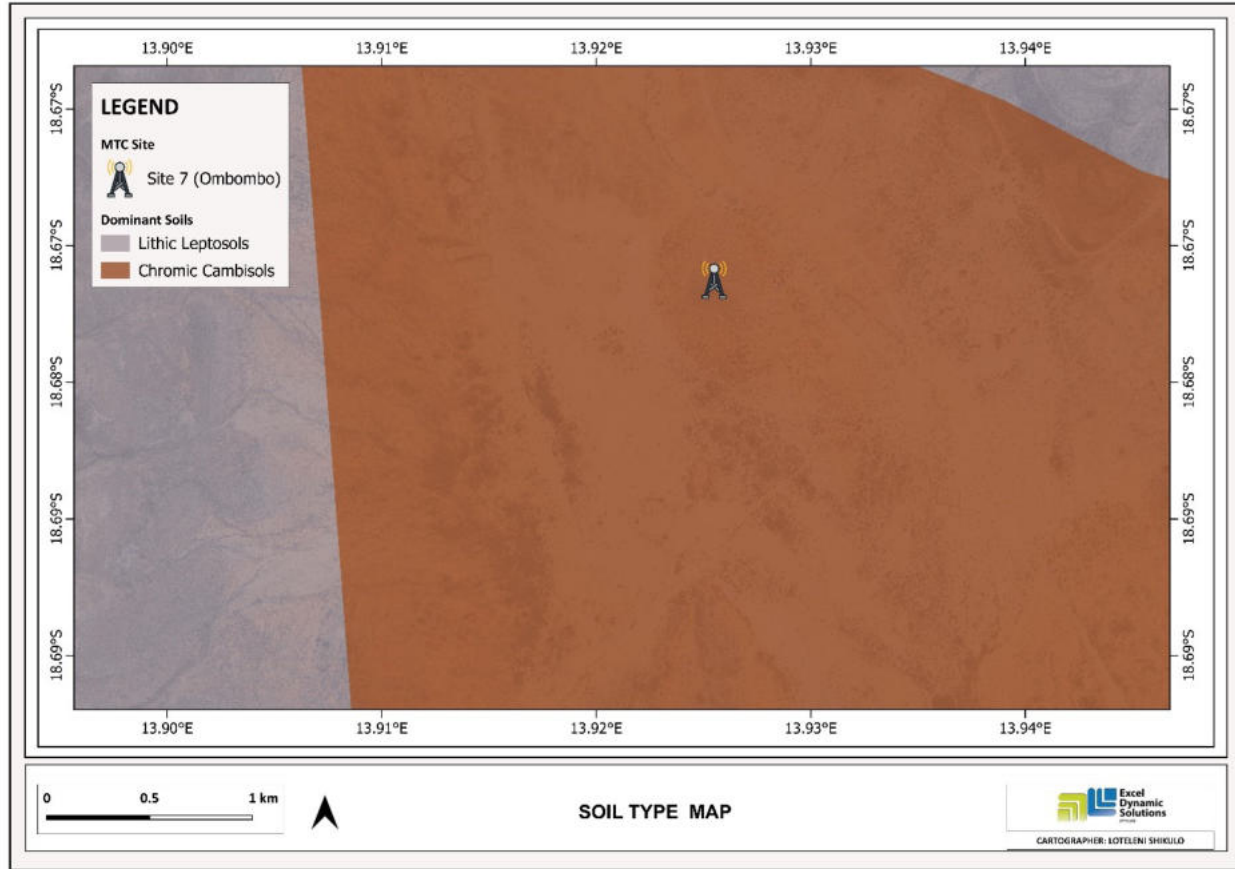 13.90°E 13.91°E 13.92°E 13.93°E 13.94°E
18.67°S 18.67°S
LEGEND
MTC Site
Site 7 (Ombombo)
Dominant Soils
Lithic Leptosols
Chromic Cambisols
18.67°S 18.67°S
18.68°S 18.68°S
18.69°S 18.69°S
18.69°S 18.69°S
13.90°E 13.91°E 13.92°E 13.93°E 13.94°E
0 0.5 1 km
SOIL TYPE MAP
Excel
Dynamic
Solutions
CARTOGRAPHER: LOTELENI SHIKULO